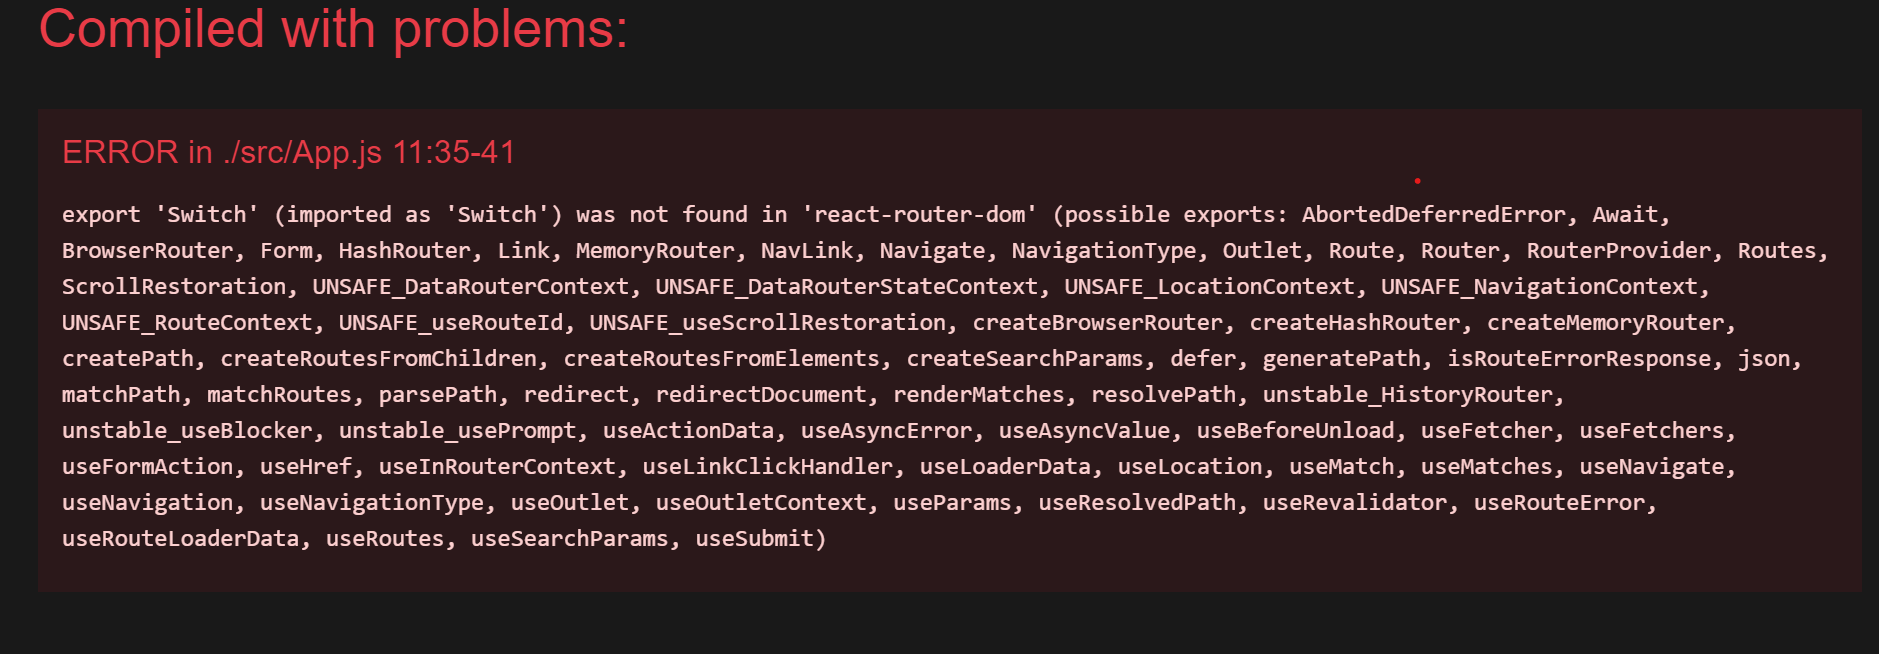 Compiled with problems:
ERROR in ./src/App.js 11:35-41
export 'Switch' (imported as 'Switch') was not found in 'react-router-dom' (possible exports: AbortedDeferredError, Await,
BrowserRouter, Form, HashRouter, Link, MemoryRouter, NavLink, Navigate, NavigationType, Outlet, Route, Router, RouterProvider, Routes,
ScrollRestoration, UNSAFE_DataRouterContext, UNSAFE_DataRouterStateContext, UNSAFE_LocationContext, UNSAFE_NavigationContext,
UNSAFE_RouteContext, UNSAFE_useRouteId, UNSAFE_useScrollRestoration, createBrowserRouter, createHashRouter, createMemoryRouter,
createPath, createRoutesFromChildren, createRoutesFromElements, createSearchParams, defer, generatePath, isRouteErrorResponse, json,
matchPath, matchRoutes, parsePath, redirect, redirectDocument, renderMatches, resolvePath, unstable_HistoryRouter,
unstable_useBlocker, unstable_usePrompt, useActionData, useAsyncError, useAsyncValue, useBeforeUnload, useFetcher, useFetchers,
useFormAction, useHref, useInRouterContext, useLinkClickHandler, useLoaderData, useLocation, useMatch, useMatches, useNavigate,
useNavigation, useNavigationType, useOutlet, useOutletContext, useParams, useResolvedPath, useRevalidator, useRouteError,
useRouteLoaderData, useRoutes, useSearchParams, useSubmit)